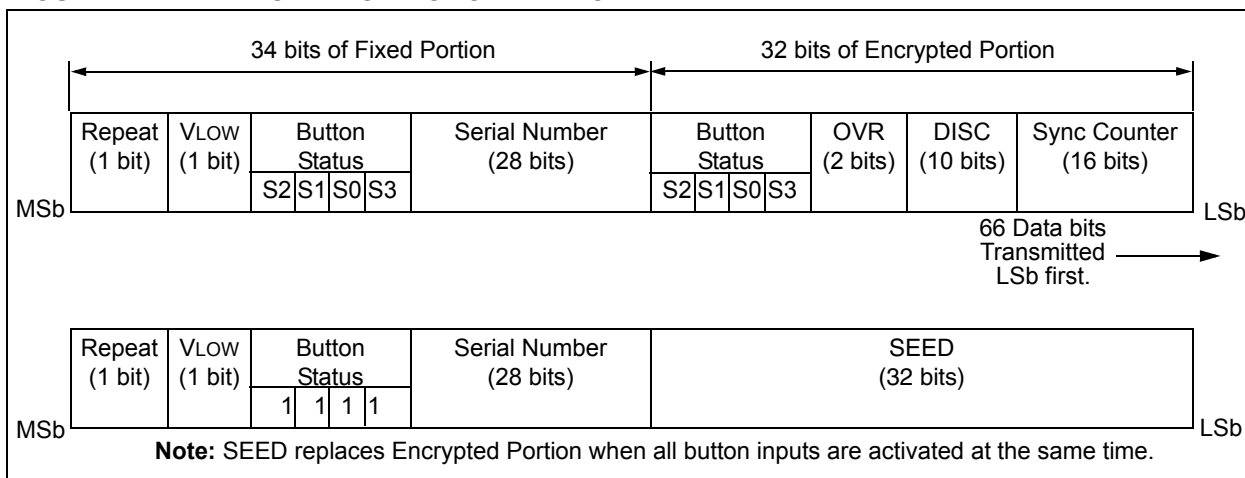 34 bits of Fixed Portion
32 bits of Encrypted Portion
Repeat (1 bit)
VLOW (1 bit)
Button Status
S2 S1 S0 S3
Serial Number (28 bits)
Button Status
S2 S1 S0 S3
OVR (2 bits)
DISC (10 bits)
Sync Counter (16 bits)
MSb
LSb
66 Data bits
Transmitted
LSb first.
Repeat (1 bit)
VLOW (1 bit)
Button Status
1 1 1 1
Serial Number (28 bits)
SEED (32 bits)
MSb
LSb
Note: SEED replaces Encrypted Portion when all button inputs are activated at the same time.